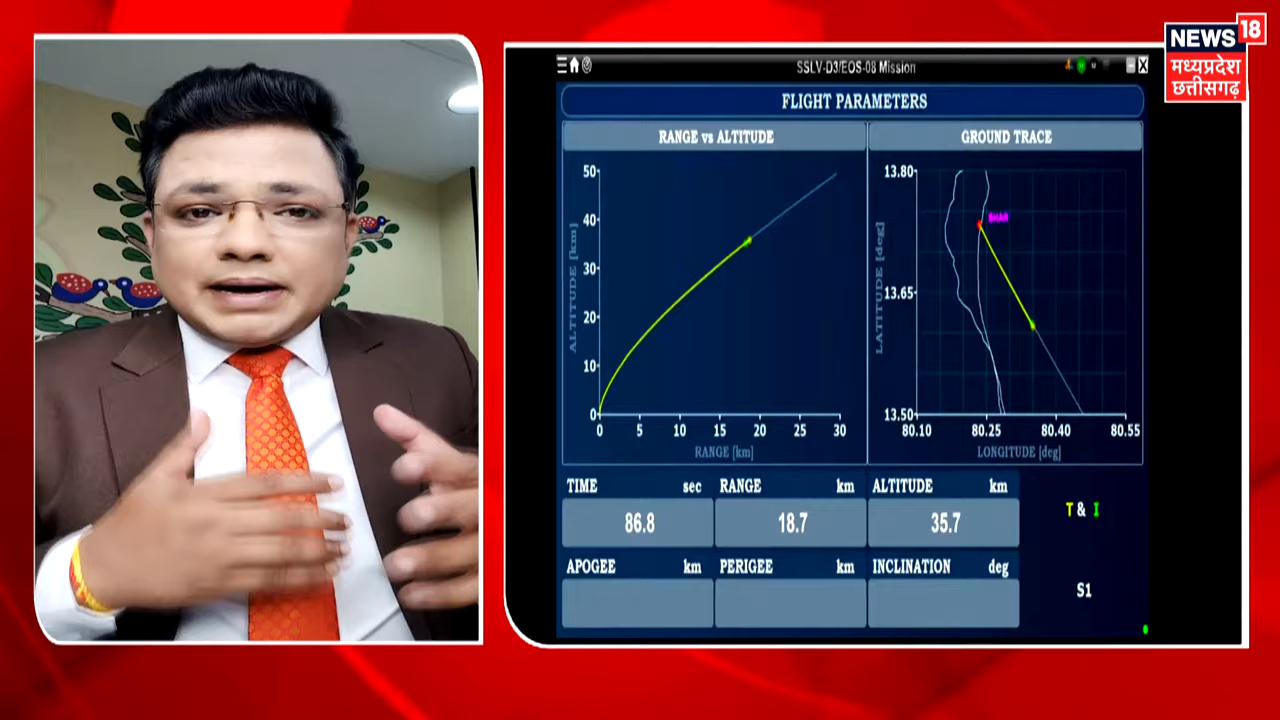 NEWS 18
मध्यप्रदेश
छत्तीसगढ़
SSLV-D3/EOS-08 Mission
FLIGHT PARAMETERS
RANGE vs ALTITUDE
50
40
30
20
10
0
ALTITUDE [km]
0 5 10 15 20 25 30
RANGE [km]
GROUND TRACE
13.80
13.65
13.50
LATITUDE [deg]
SHAR
80.10 80.25 80.40 80.55
LONGITUDE [deg]
TIME sec RANGE km ALTITUDE km
86.8 18.7 35.7
T & I
APOGEE km PERIGEE km INCLINATION deg
S1